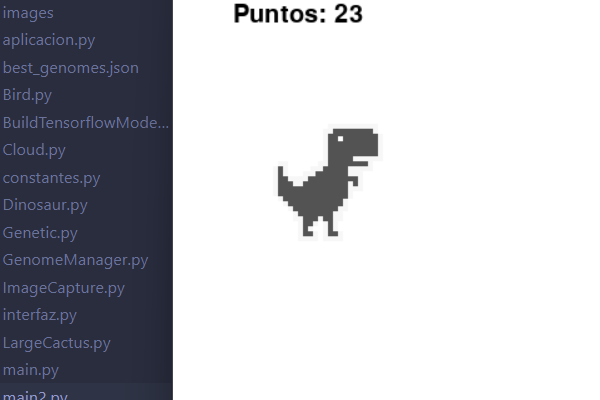 images
aplicacion.py
best_genomes.json
Bird.py
BuildTensorflowMode...
Cloud.py
constantes.py
Dinosaur.py
Genetic.py
GenomeManager.py
ImageCapture.py
interfaz.py
LargeCactus.py
main.py
main2.py
Puntos: 23